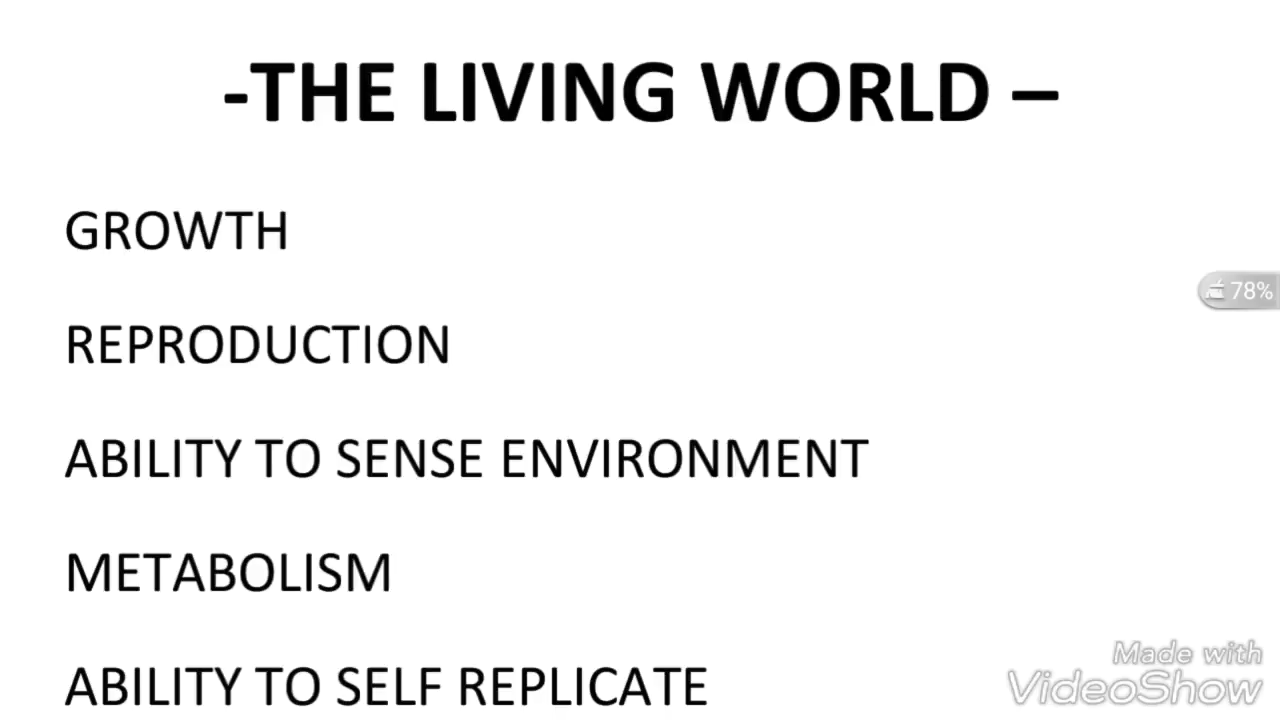 -THE LIVING WORLD –
GROWTH
78%
REPRODUCTION
ABILITY TO SENSE ENVIRONMENT
METABOLISM
ABILITY TO SELF REPLICATE
Made with
VideoShow